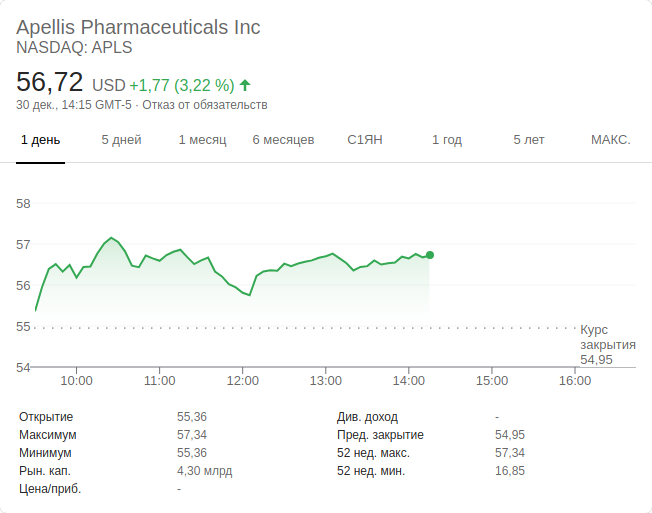 Apellis Pharmaceuticals Inc
NASDAQ: APLS
56,72 USD +1,77 (3,22 %)
30 дек., 14:15 GMT-5 · Отказ от обязательств
1 день 5 дней 1 месяц 6 месяцев С1ЯН 1 год 5 лет МАКС.
58
57
56
55
Курс
закрытия
54,95
54
10:00 11:00 12:00 13:00 14:00 15:00 16:00
Открытие 55,36 Див. доход -
Максимум 57,34 Пред. закрытие 54,95
Минимум 55,36 52 нед. макс. 57,34
Рын. кап. 4,30 млрд 52 нед. мин. 16,85
Цена/приб. -